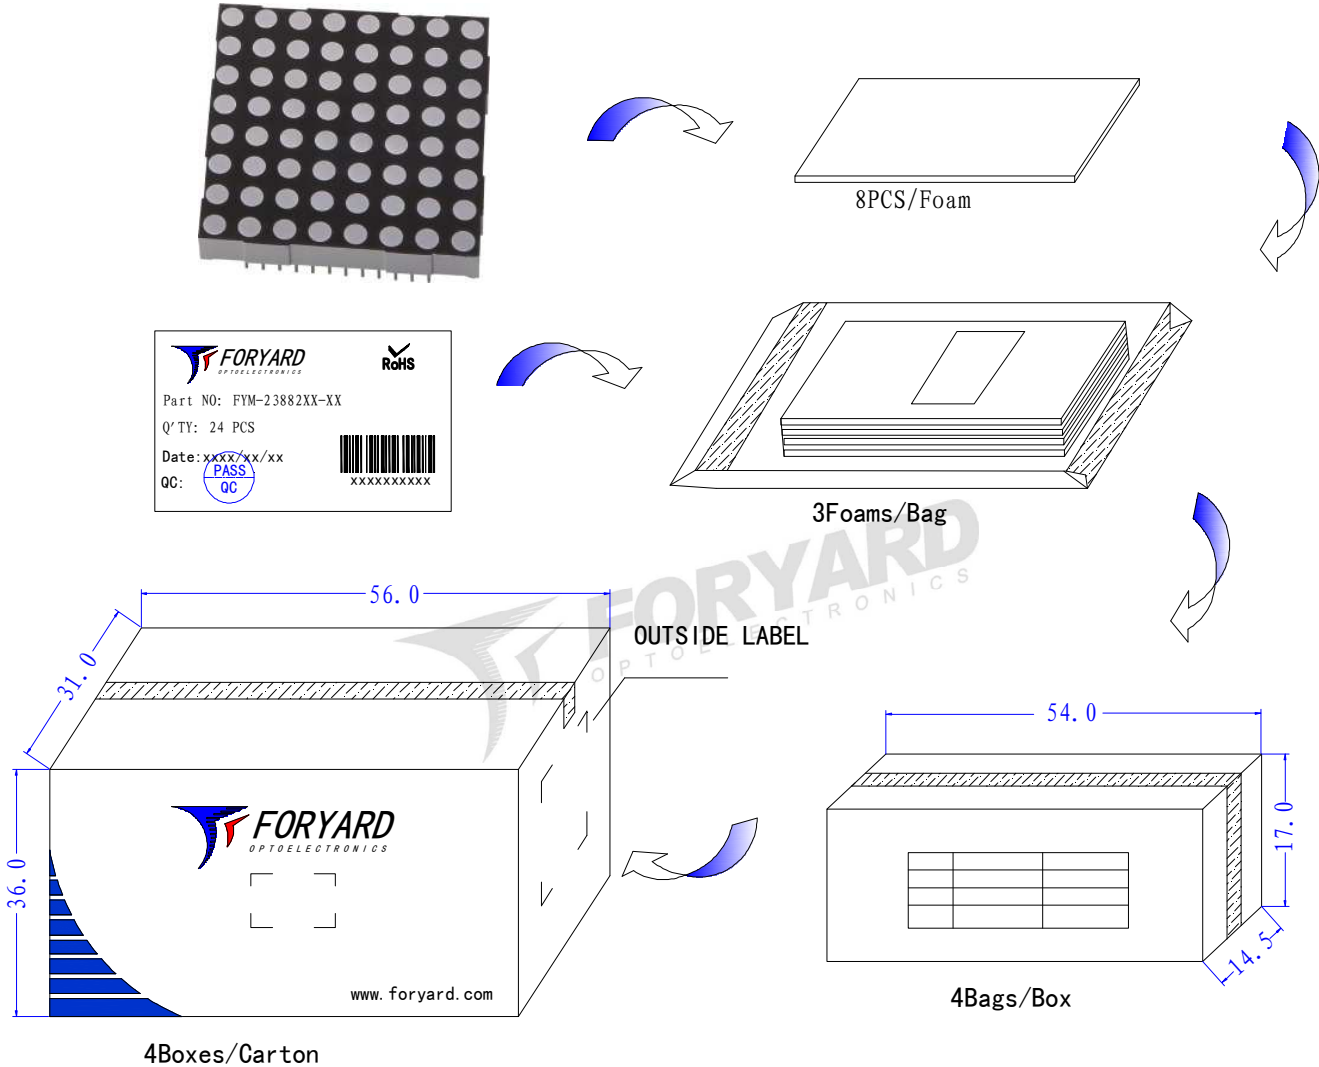 8PCS/Foam
FORYARD
OPTOELECTRONICS
RoHS
Part NO: FYM-23882XX-XX
Q'TY: 24 PCS
Date:xxxx/xx/xx
QC:
PASS
QC
XXXXXXXXXX
3Foams/Bag
FORYARD
OPTOELECTRONICS
OUTSIDE LABEL
56.0
31.0
36.0
FORYARD
OPTOELECTRONICS
www.foryard.com
4Boxes/Carton
54.0
17.0
14.5
4Bags/Box